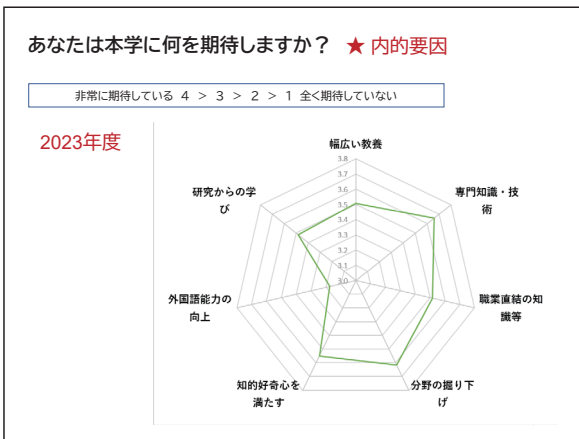 あなたは本学に何を期待しますか？ ★ 内的要因
非常に期待している 4 > 3 > 2 > 1 全く期待していない
2023年度
幅広い教養
3.8
3.7
3.6
3.5
3.4
3.3
3.2
3.1
3.0
専門知識・技
術
職業直結の知
識等
分野の掘り下
げ
知的好奇心を
満たす
外国語能力の
向上
研究からの学
び